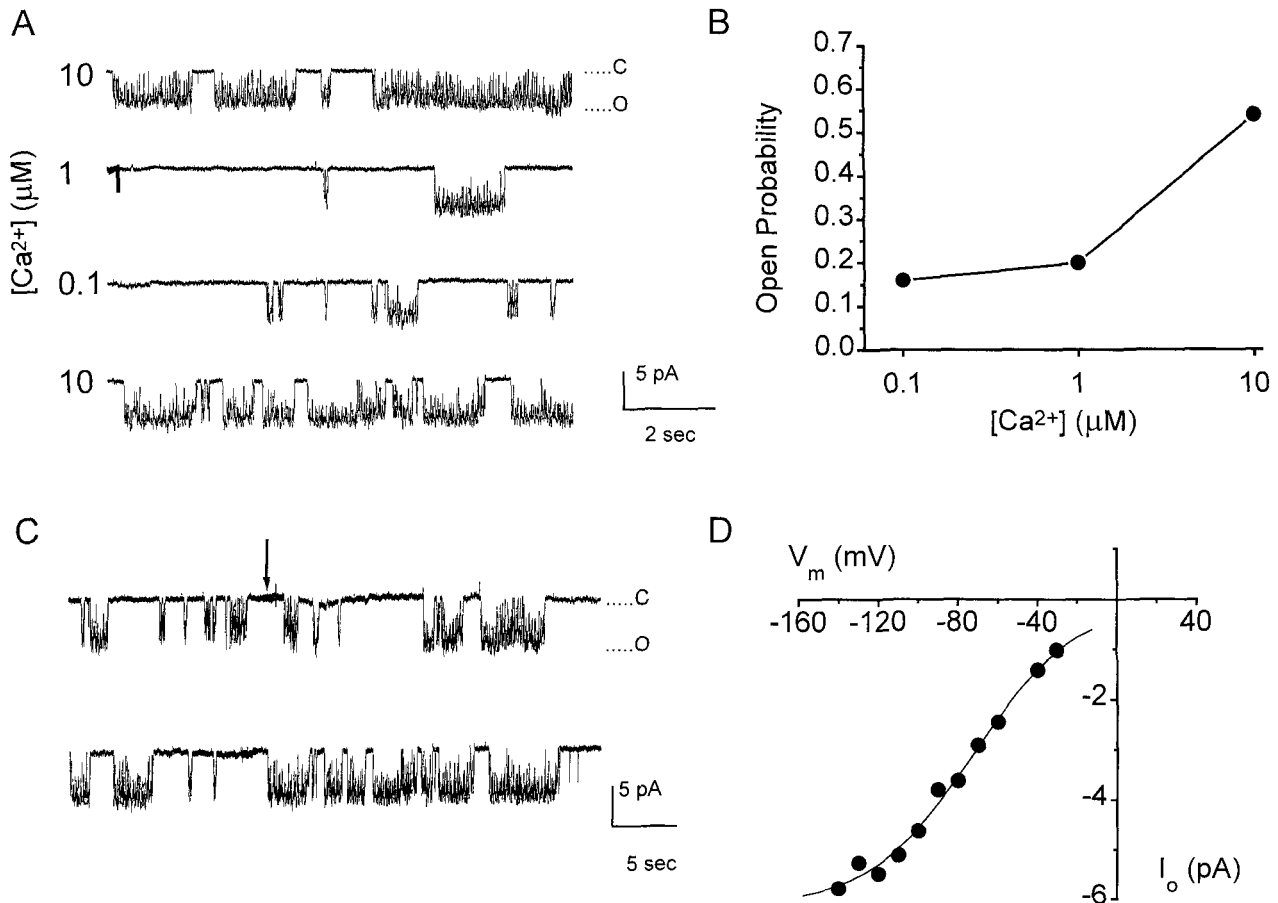 A
[Ca2+] (μM)
10
.....C
.....O
1
0.1
10
5 pA
2 sec
B
Open Probability
0.7
0.6
0.5
0.4
0.3
0.2
0.1
0.0
0.1 1 10
[Ca2+] (μM)
C
.....C
.....O
5 pA
5 sec
D
Vm (mV)
-160 -120 -80 -40 40
-2
-4
-6
Io (pA)